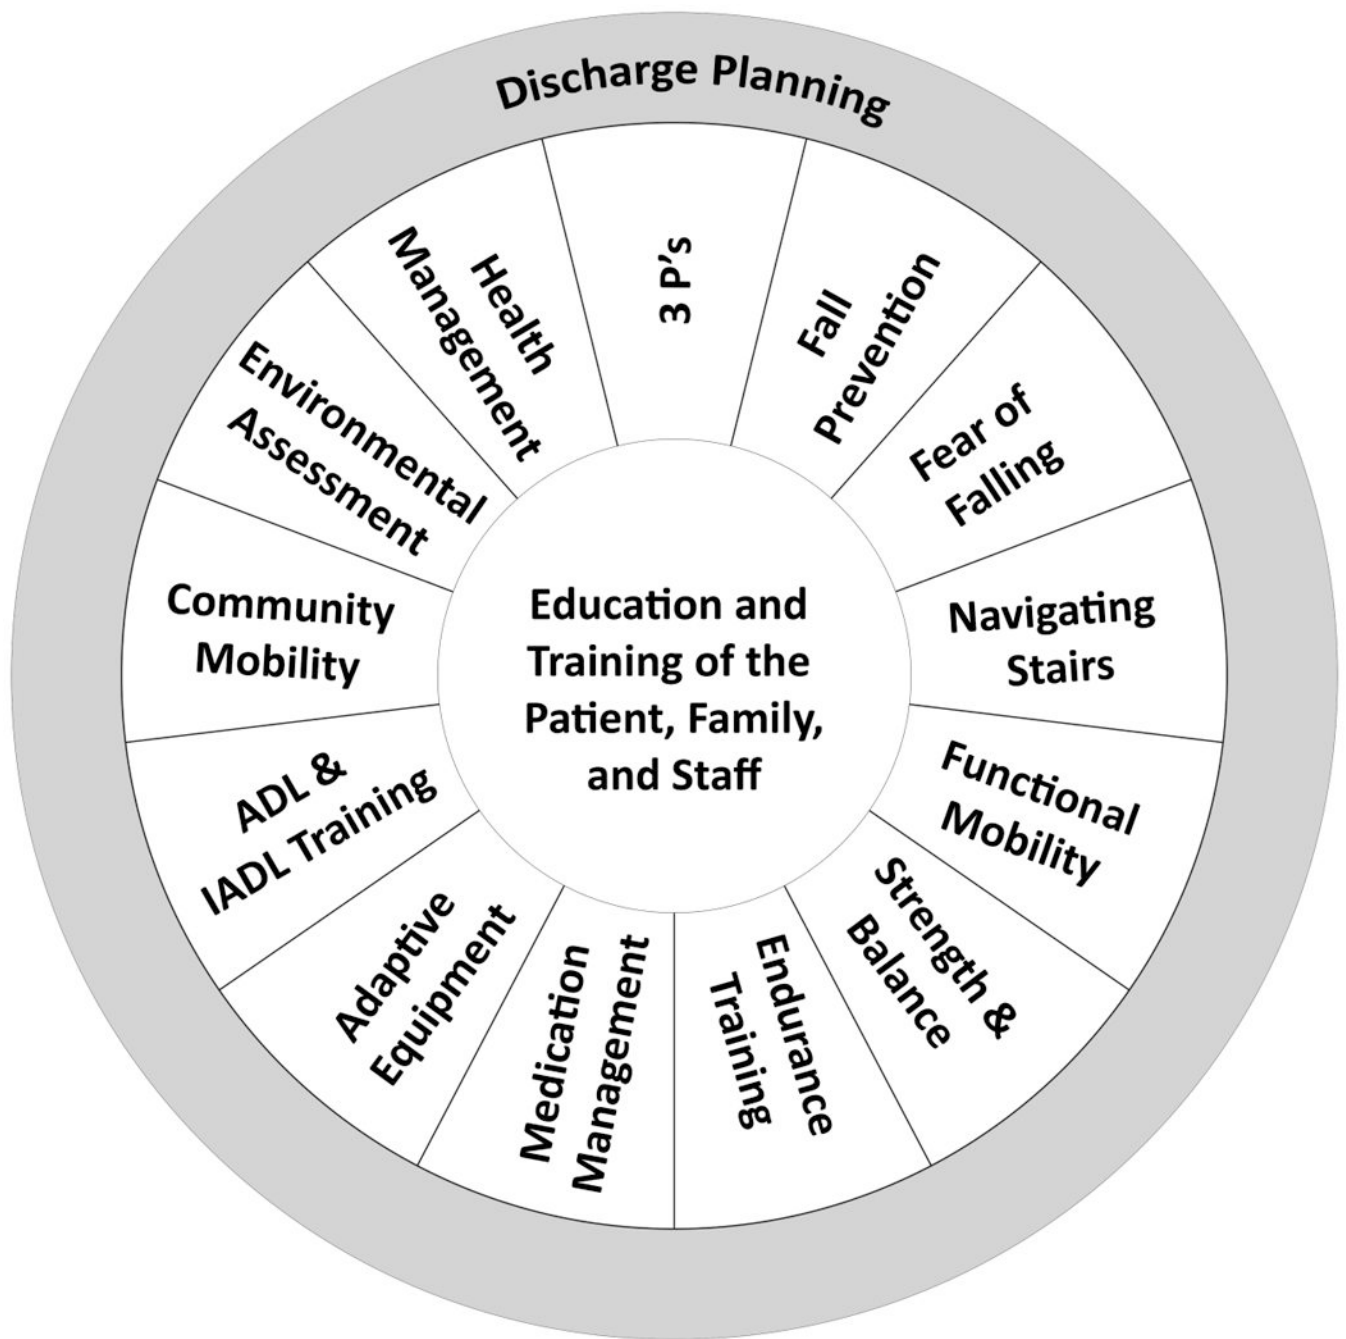 Discharge Planning
3 P's
Fall
Prevention
Fear of
Falling
Navigating
Stairs
Functional
Mobility
Strength &
Balance
Endurance
Training
Medication
Management
Adaptive
Equipment
ADL &
IADL Training
Community
Mobility
Environmental
Assessment
Health
Management
Education and
Training of the
Patient, Family,
and Staff